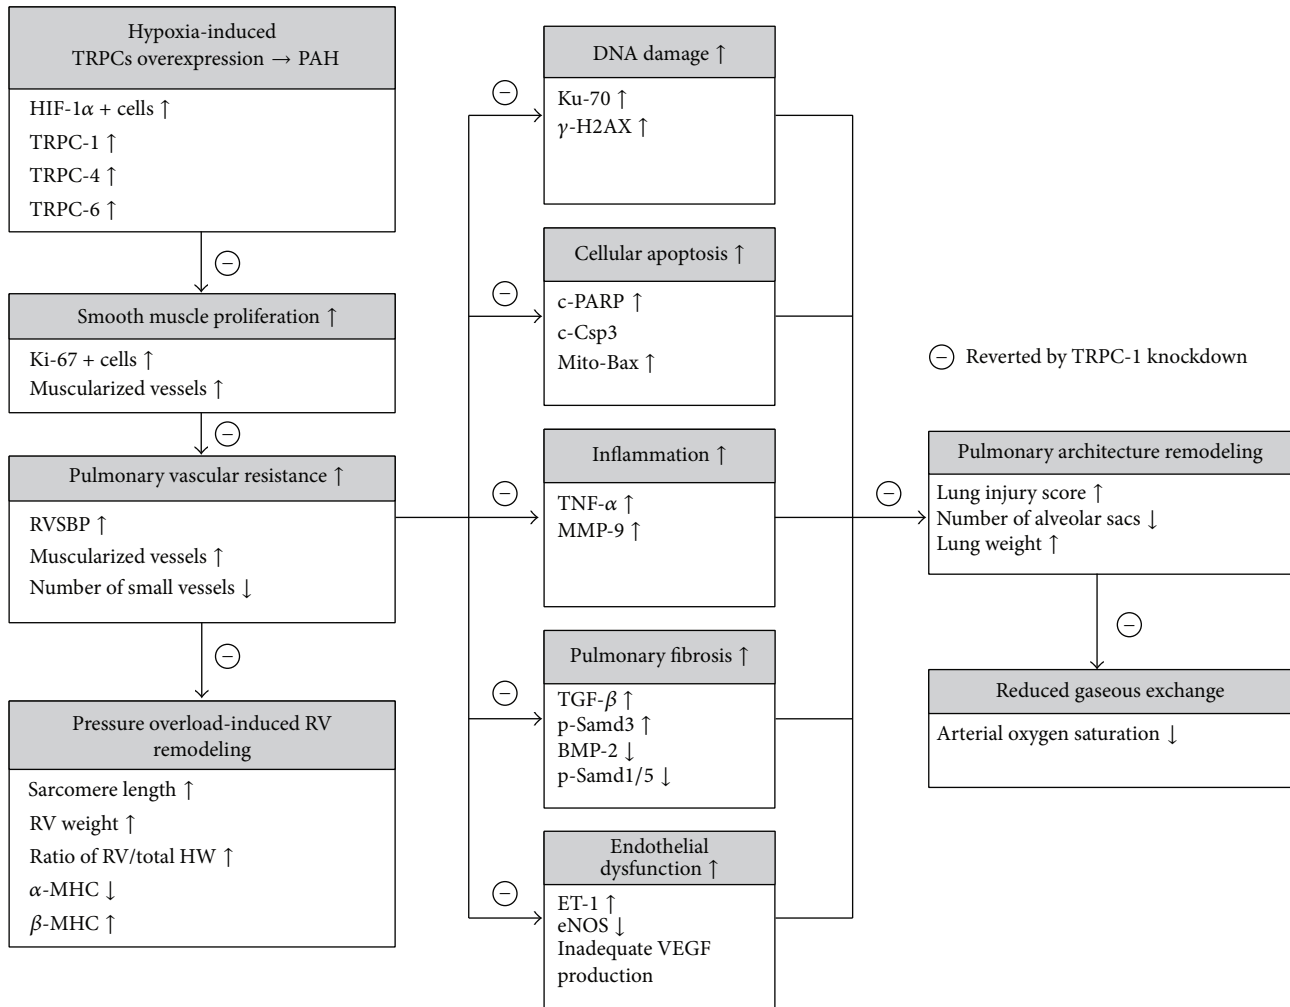 Hypoxia-induced
TRPCs overexpression → PAH
HIF-1α + cells ↑
TRPC-1 ↑
TRPC-4 ↑
TRPC-6 ↑
−
Smooth muscle proliferation ↑
Ki-67 + cells ↑
Muscularized vessels ↑
−
Pulmonary vascular resistance ↑
RVSBP ↑
Muscularized vessels ↑
Number of small vessels ↓
−
Pressure overload-induced RV
remodeling
Sarcomere length ↑
RV weight ↑
Ratio of RV/total HW ↑
α-MHC ↓
β-MHC ↑
−
DNA damage ↑
Ku-70 ↑
γ-H2AX ↑
−
Cellular apoptosis ↑
c-PARP ↑
c-Csp3
Mito-Bax ↑
−
Inflammation ↑
TNF-α ↑
MMP-9 ↑
−
Pulmonary fibrosis ↑
TGF-β ↑
p-Samd3 ↑
BMP-2 ↓
p-Samd1/5 ↓
−
Endothelial
dysfunction ↑
ET-1 ↑
eNOS ↓
Inadequate VEGF
production
− Reverted by TRPC-1 knockdown
−
Pulmonary architecture remodeling
Lung injury score ↑
Number of alveolar sacs ↓
Lung weight ↑
−
Reduced gaseous exchange
Arterial oxygen saturation ↓